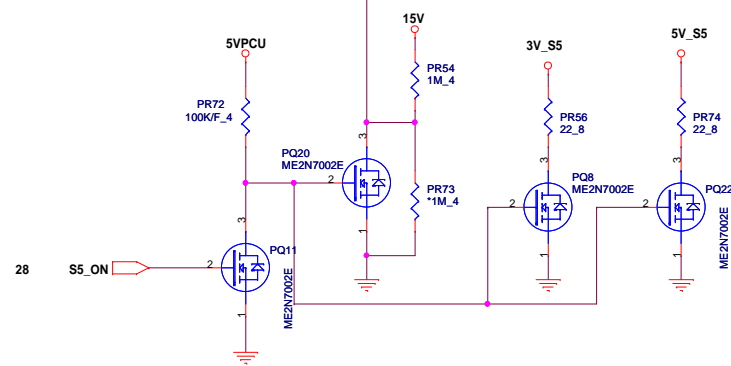 15V
5VPCU
3V_S5
5V_S5
PR54
1M_4
PR72
100K/F_4
PR56
22_8
PR74
22_8
3
PQ20
ME2N7002E
2
1
PR73
*1M_4
3
PQ8
ME2N7002E
2
1
3
PQ22
ME2N7002E
2
1
3
PQ11
ME2N7002E
2
1
28
S5_ON